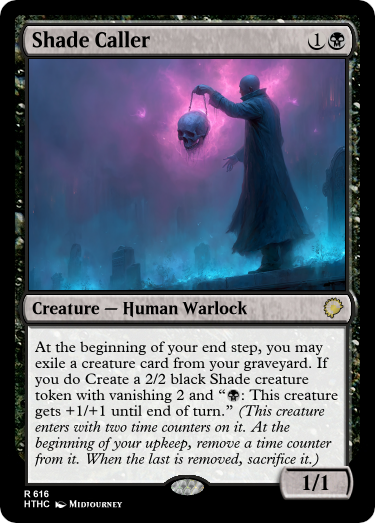 Shade Caller 1
Creature — Human Warlock
At the beginning of your end step, you may
exile a creature card from your graveyard. If
you do Create a 2/2 black Shade creature
token with vanishing 2 and “: This creature
gets +1/+1 until end of turn.” (This creature
enters with two time counters on it. At the
beginning of your upkeep, remove a time counter
from it. When the last is removed, sacrifice it.)
1/1
R 616
HTHC Midjourney